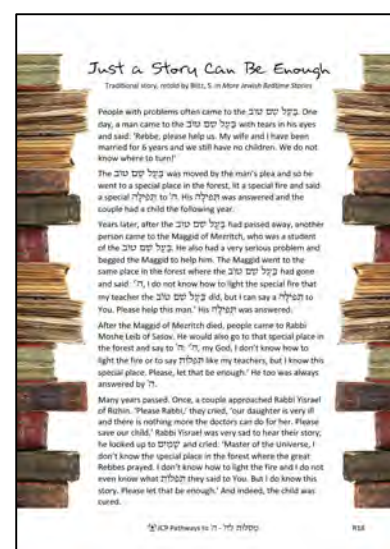 Just a Story Can Be Enough
Traditional story, retold by Blitz, S. in More Jewish Bedtime Stories
People with problems often came to the בַּעַל שֵׁם טוֹב. One
day, a man came to the בַּעַל שֵׁם טוֹב with tears in his eyes
and said: 'Rebbe, please help us. My wife and I have been
married for 6 years and we still have no children. We do not
know where to turn!'
The בַּעַל שֵׁם טוֹב was moved by the man's plea and so he
went to a special place in the forest, lit a special fire and said
a special תְּפִילָה to ה'. His תְּפִילָה was answered and the
couple had a child the following year.
Years later, after the בַּעַל שֵׁם טוֹב had passed away, another
person came to the Maggid of Mezritch, who was a student
of the בַּעַל שֵׁם טוֹב. He also had a very serious problem and
begged the Maggid to help him. The Maggid went to the
same place in the forest where the בַּעַל שֵׁם טוֹב had gone
and said: 'ה', I do not know how to light the special fire that
my teacher the בַּעַל שֵׁם טוֹב did, but I can say a תְּפִילָה to
You. Please help this man.' His תְּפִילָה was answered.
After the Maggid of Mezritch died, people came to Rabbi
Moshe Leib of Sasov. He would also go to that special place in
the forest and say to ה': 'ה', my God, I don't know how to
light the fire or to say תְּפִלּוֹת like my teachers, but I know this
special place. Please, let that be enough.' He too was always
answered by ה'.
Many years passed. Once, a couple approached Rabbi Yisrael
of Rizhin. 'Please Rabbi,' they cried, 'our daughter is very ill
and there is nothing more the doctors can do for her. Please
save our child.' Rabbi Yisrael was very sad to hear their story;
he looked up to שָׁמַיִם and cried: 'Master of the Universe, I
don't know the special place in the forest where the great
Rebbes prayed. I don't know how to light the fire and I do not
even know what תְּפִלּוֹת they said to You. But I do know this
story. Please let that be enough.' And indeed, the child was
cured.
JCP Pathways to ה' - מסלות לה'
R16